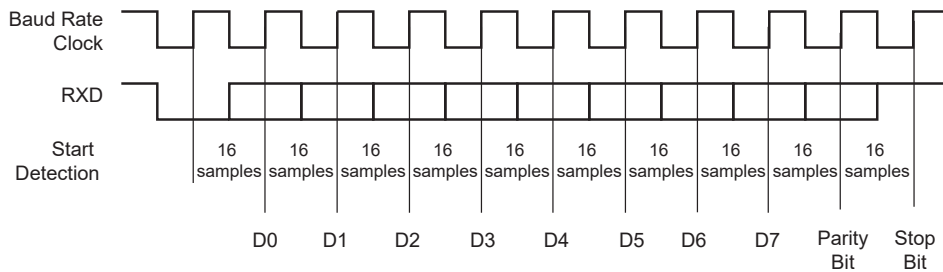 Baud Rate
Clock
RXD
Start
Detection
16 16 16 16 16 16 16 16 16 16
samples samples samples samples samples samples samples samples samples samples
D0 D1 D2 D3 D4 D5 D6 D7 Parity Stop
Bit Bit